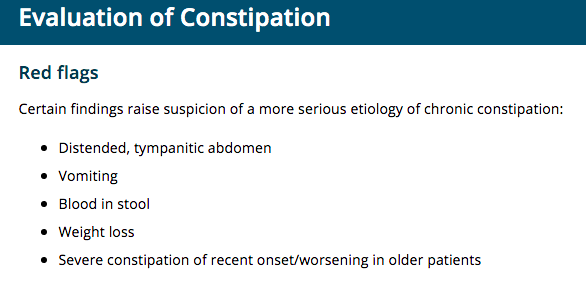 Evaluation of Constipation
Red flags
Certain findings raise suspicion of a more serious etiology of chronic constipation:
• Distended, tympanitic abdomen
• Vomiting
• Blood in stool
• Weight loss
• Severe constipation of recent onset/worsening in older patients